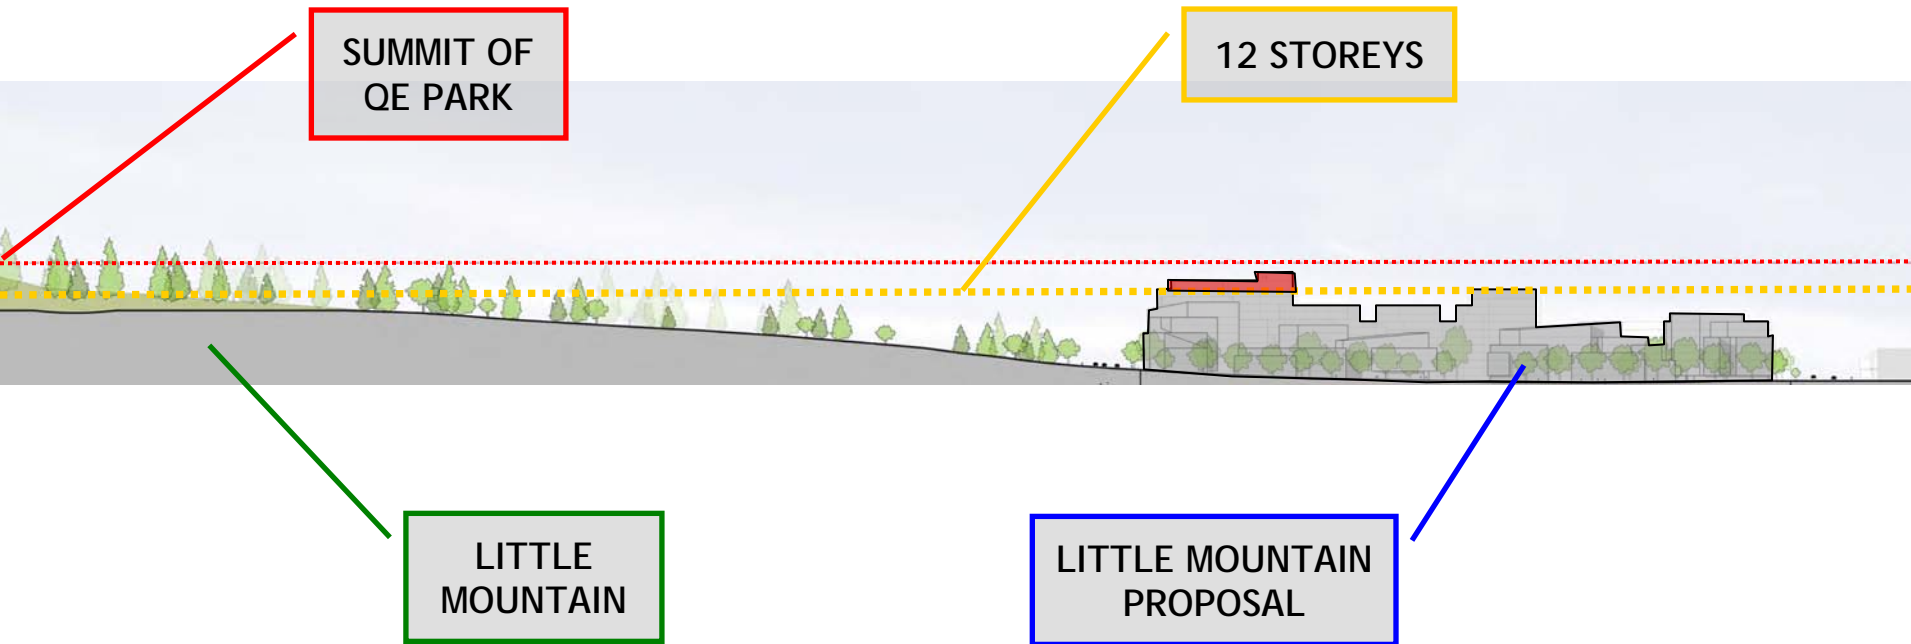 SUMMIT OF
QE PARK
12 STOREYS
LITTLE
MOUNTAIN
LITTLE MOUNTAIN
PROPOSAL